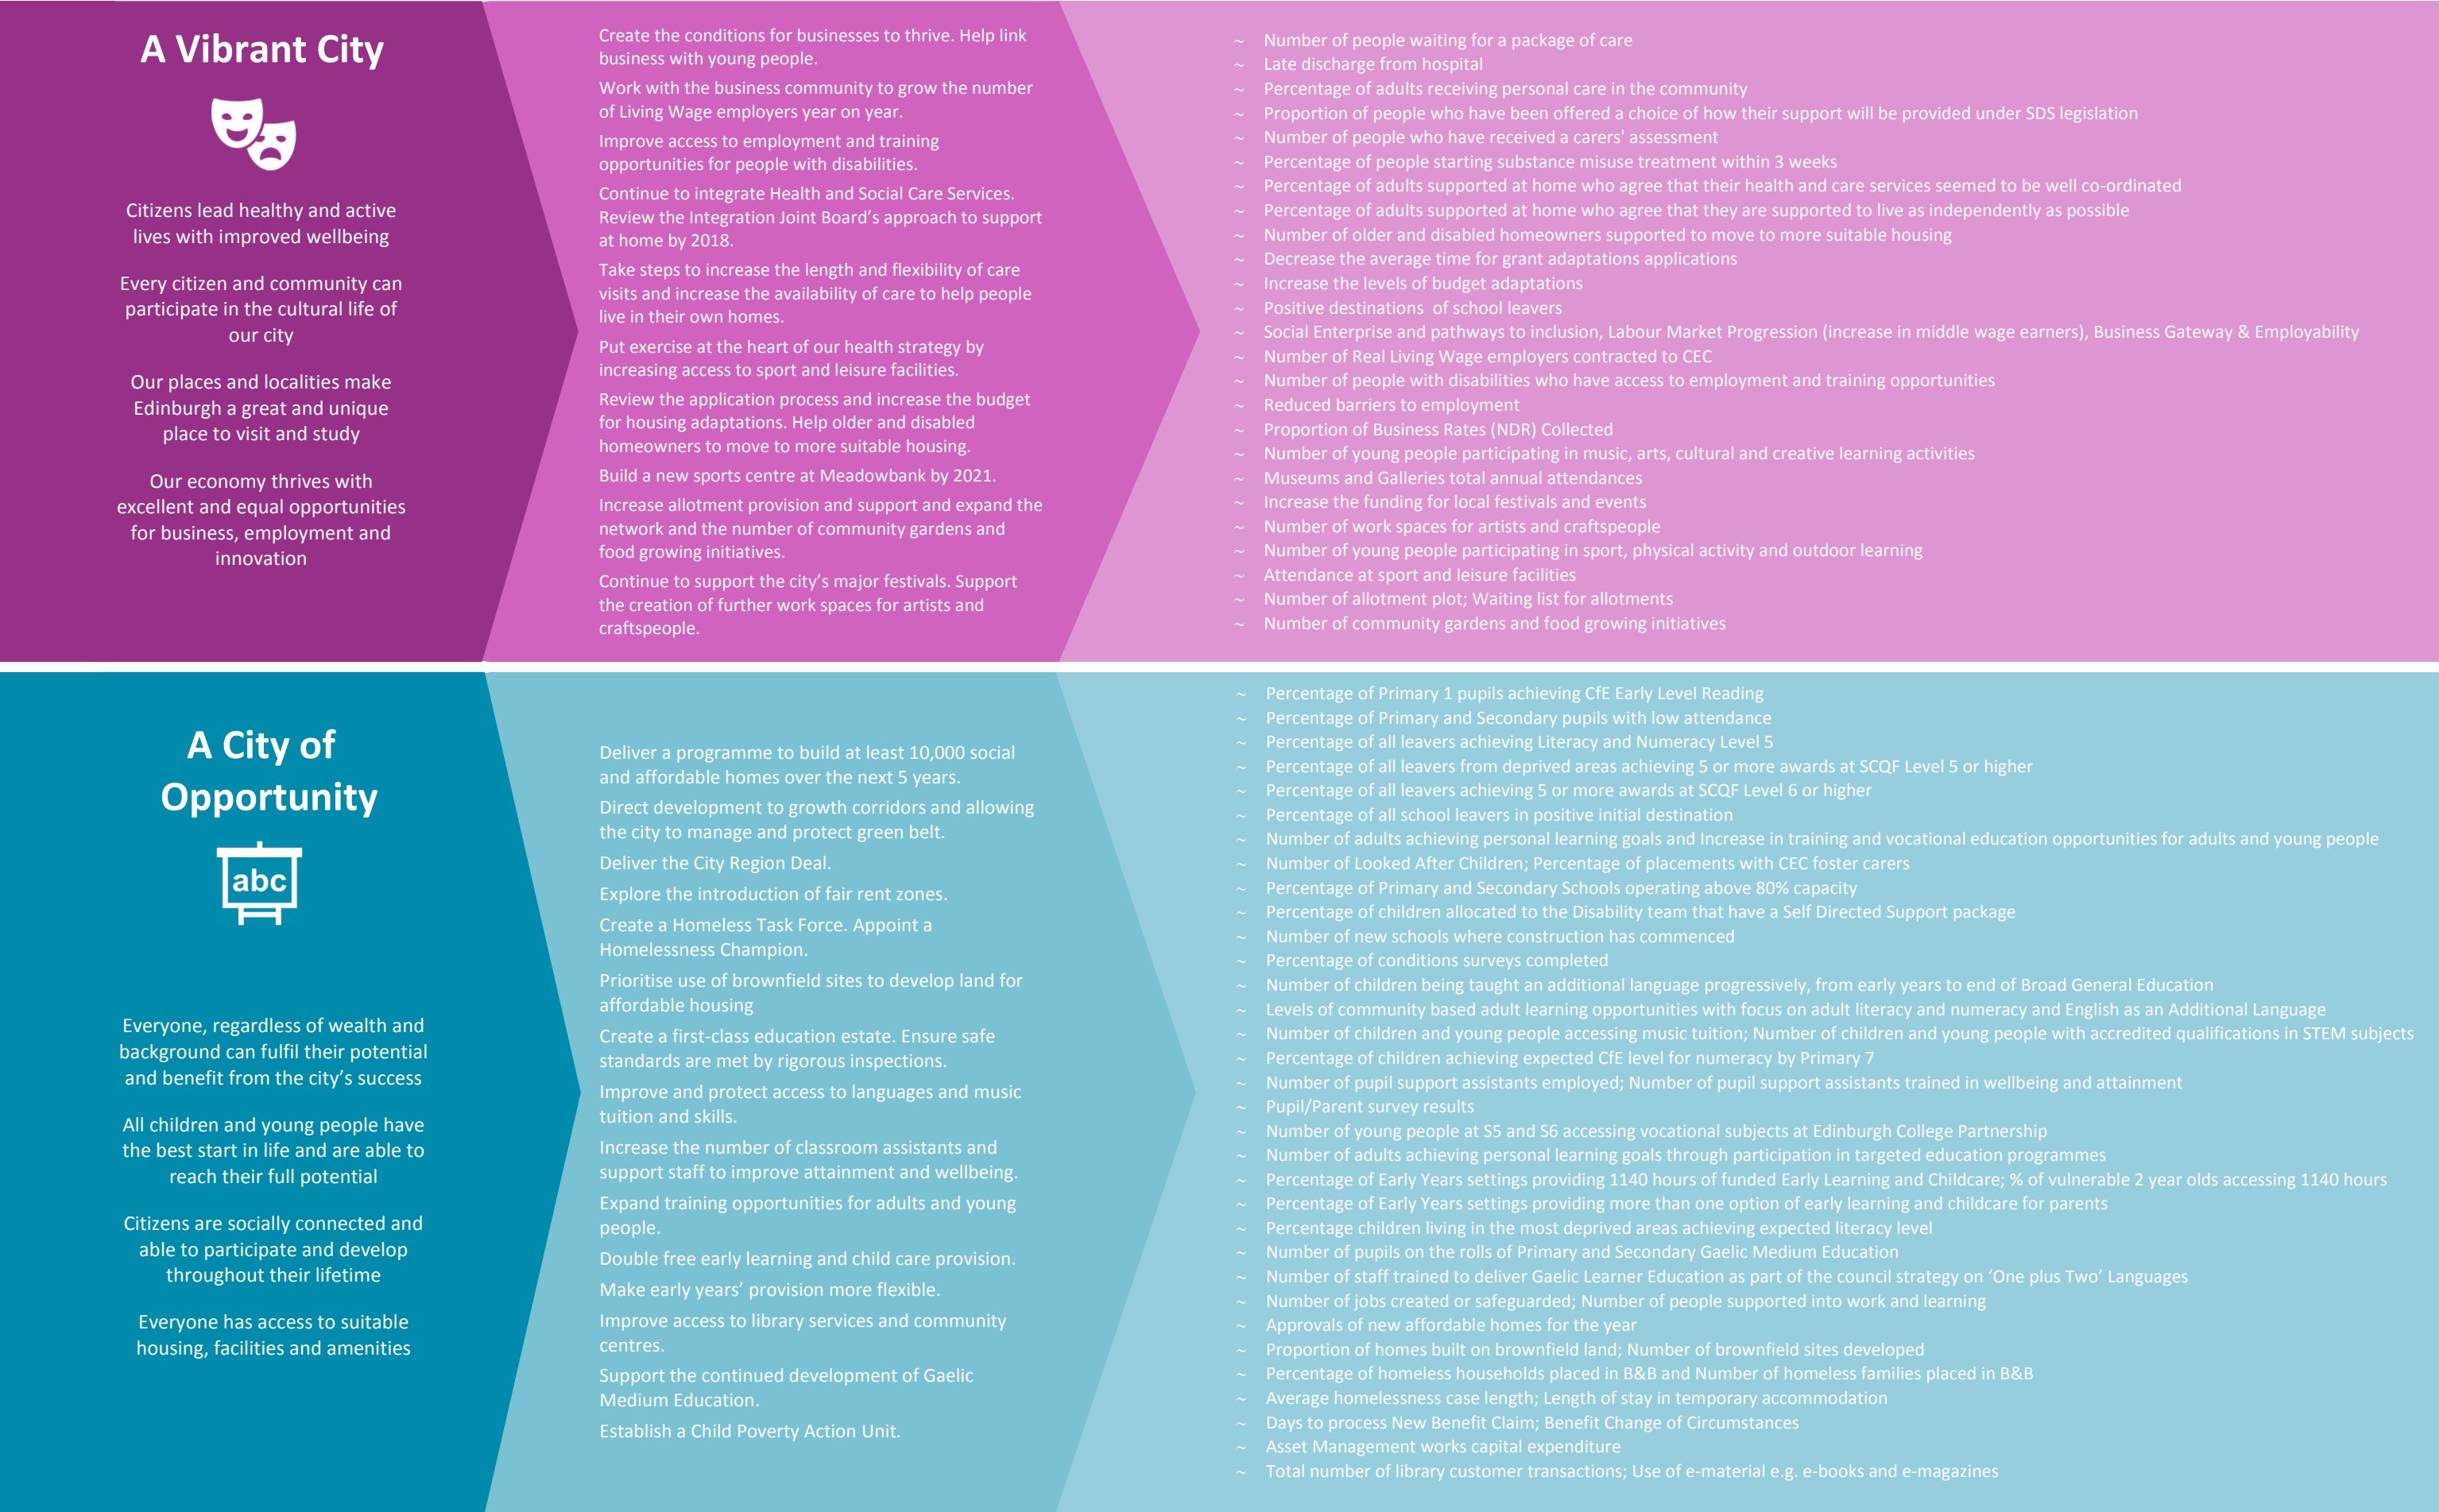 A Vibrant City
Citizens lead healthy and active
lives with improved wellbeing
Every citizen and community can
participate in the cultural life of
our city
Our places and localities make
Edinburgh a great and unique
place to visit and study
Our economy thrives with
excellent and equal opportunities
for business, employment and
innovation
Create the conditions for businesses to thrive. Help link
business with young people.
Work with the business community to grow the number
of Living Wage employers year on year.
Improve access to employment and training
opportunities for people with disabilities.
Continue to integrate Health and Social Care Services.
Review the Integration Joint Board’s approach to support
at home by 2018.
Take steps to increase the length and flexibility of care
visits and increase the availability of care to help people
live in their own homes.
Put exercise at the heart of our health strategy by
increasing access to sport and leisure facilities.
Review the application process and increase the budget
for housing adaptations. Help older and disabled
homeowners to move to more suitable housing.
Build a new sports centre at Meadowbank by 2021.
Increase allotment provision and support and expand the
network and the number of community gardens and
food growing initiatives.
Continue to support the city’s major festivals. Support
the creation of further work spaces for artists and
craftspeople.
~ Number of people waiting for a package of care
~ Late discharge from hospital
~ Percentage of adults receiving personal care in the community
~ Proportion of people who have been offered a choice of how their support will be provided under SDS legislation
~ Number of people who have received a carers' assessment
~ Percentage of people starting substance misuse treatment within 3 weeks
~ Percentage of adults supported at home who agree that their health and care services seemed to be well co-ordinated
~ Percentage of adults supported at home who agree that they are supported to live as independently as possible
~ Number of older and disabled homeowners supported to move to more suitable housing
~ Decrease the average time for grant adaptations applications
~ Increase the levels of budget adaptations
~ Positive destinations of school leavers
~ Social Enterprise and pathways to inclusion, Labour Market Progression (increase in middle wage earners), Business Gateway & Employability
~ Number of Real Living Wage employers contracted to CEC
~ Number of people with disabilities who have access to employment and training opportunities
~ Reduced barriers to employment
~ Proportion of Business Rates (NDR) Collected
~ Number of young people participating in music, arts, cultural and creative learning activities
~ Museums and Galleries total annual attendances
~ Increase the funding for local festivals and events
~ Number of work spaces for artists and craftspeople
~ Number of young people participating in sport, physical activity and outdoor learning
~ Attendance at sport and leisure facilities
~ Number of allotment plot; Waiting list for allotments
~ Number of community gardens and food growing initiatives
A City of
Opportunity
abc
Everyone, regardless of wealth and
background can fulfil their potential
and benefit from the city’s success
All children and young people have
the best start in life and are able to
reach their full potential
Citizens are socially connected and
able to participate and develop
throughout their lifetime
Everyone has access to suitable
housing, facilities and amenities
Deliver a programme to build at least 10,000 social
and affordable homes over the next 5 years.
Direct development to growth corridors and allowing
the city to manage and protect green belt.
Deliver the City Region Deal.
Explore the introduction of fair rent zones.
Create a Homeless Task Force. Appoint a
Homelessness Champion.
Prioritise use of brownfield sites to develop land for
affordable housing
Create a first-class education estate. Ensure safe
standards are met by rigorous inspections.
Improve and protect access to languages and music
tuition and skills.
Increase the number of classroom assistants and
support staff to improve attainment and wellbeing.
Expand training opportunities for adults and young
people.
Double free early learning and child care provision.
Make early years’ provision more flexible.
Improve access to library services and community
centres.
Support the continued development of Gaelic
Medium Education.
Establish a Child Poverty Action Unit.
~ Percentage of Primary 1 pupils achieving CfE Early Level Reading
~ Percentage of Primary and Secondary pupils with low attendance
~ Percentage of all leavers achieving Literacy and Numeracy Level 5
~ Percentage of all leavers from deprived areas achieving 5 or more awards at SCQF Level 5 or higher
~ Percentage of all leavers achieving 5 or more awards at SCQF Level 6 or higher
~ Percentage of all school leavers in positive initial destination
~ Number of adults achieving personal learning goals and Increase in training and vocational education opportunities for adults and young people
~ Number of Looked After Children; Percentage of placements with CEC foster carers
~ Percentage of Primary and Secondary Schools operating above 80% capacity
~ Percentage of children allocated to the Disability team that have a Self Directed Support package
~ Number of new schools where construction has commenced
~ Percentage of conditions surveys completed
~ Number of children being taught an additional language progressively, from early years to end of Broad General Education
~ Levels of community based adult learning opportunities with focus on adult literacy and numeracy and English as an Additional Language
~ Number of children and young people accessing music tuition; Number of children and young people with accredited qualifications in STEM subjects
~ Percentage of children achieving expected CfE level for numeracy by Primary 7
~ Number of pupil support assistants employed; Number of pupil support assistants trained in wellbeing and attainment
~ Pupil/Parent survey results
~ Number of young people at S5 and S6 accessing vocational subjects at Edinburgh College Partnership
~ Number of adults achieving personal learning goals through participation in targeted education programmes
~ Percentage of Early Years settings providing 1140 hours of funded Early Learning and Childcare; % of vulnerable 2 year olds accessing 1140 hours
~ Percentage of Early Years settings providing more than one option of early learning and childcare for parents
~ Percentage children living in the most deprived areas achieving expected literacy level
~ Number of pupils on the rolls of Primary and Secondary Gaelic Medium Education
~ Number of staff trained to deliver Gaelic Learner Education as part of the council strategy on ‘One plus Two’ Languages
~ Number of jobs created or safeguarded; Number of people supported into work and learning
~ Approvals of new affordable homes for the year
~ Proportion of homes built on brownfield land; Number of brownfield sites developed
~ Percentage of homeless households placed in B&B and Number of homeless families placed in B&B
~ Average homelessness case length; Length of stay in temporary accommodation
~ Days to process New Benefit Claim; Benefit Change of Circumstances
~ Asset Management works capital expenditure
~ Total number of library customer transactions; Use of e-material e.g. e-books and e-magazines